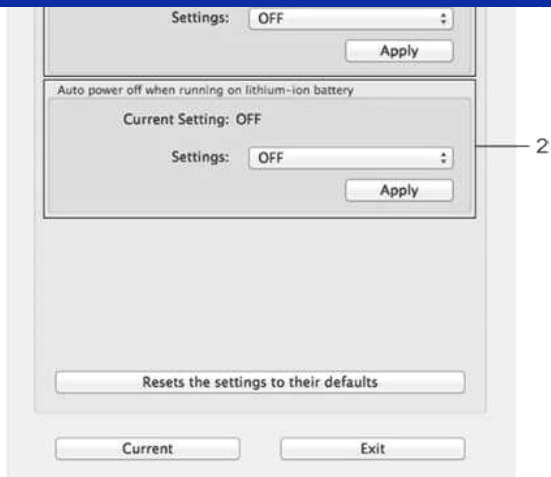 Settings: OFF
Apply
Auto power off when running on lithium-ion battery
Current Setting: OFF
Settings: OFF
2
Apply
Resets the settings to their defaults
Current Exit